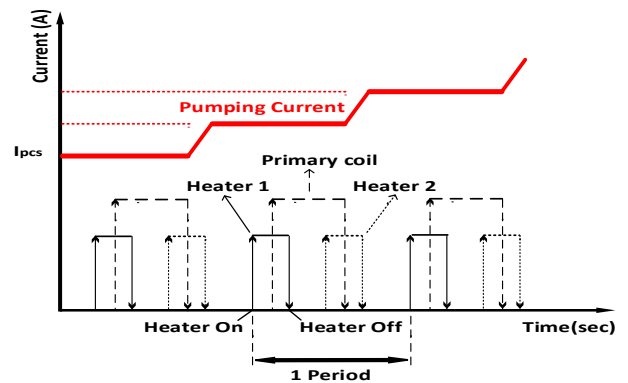 Current (A)
Pumping Current
Ipcs
Primary coil
Heater 1
Heater 2
Heater On
Heater Off
Time(sec)
1 Period